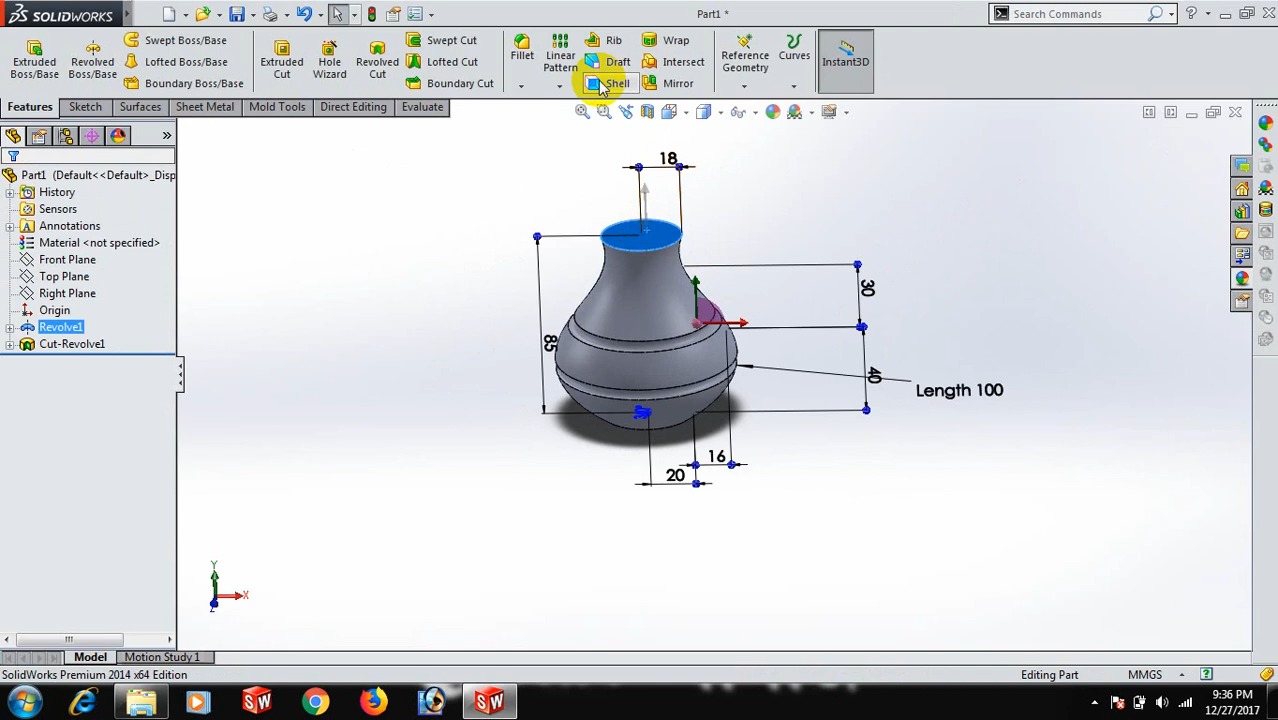 SOLIDWORKS
Part1 *
Search Commands
Extruded Boss/Base
Revolved Boss/Base
Swept Boss/Base
Lofted Boss/Base
Boundary Boss/Base
Extruded Cut
Hole Wizard
Revolved Cut
Swept Cut
Lofted Cut
Boundary Cut
Fillet
Linear Pattern
Rib
Draft
Shell
Wrap
Intersect
Mirror
Reference Geometry
Curves
Instant3D
Features
Sketch
Surfaces
Sheet Metal
Mold Tools
Direct Editing
Evaluate
Part1 (Default<<Default>_Disp
History
Sensors
Annotations
Material <not specified>
Front Plane
Top Plane
Right Plane
Origin
Revolve1
Cut-Revolve1
18
30
85
40
Length 100
16
20
Y
X
Z
Model
Motion Study 1
SolidWorks Premium 2014 x64 Edition
Editing Part
MMGS
9:36 PM
12/27/2017